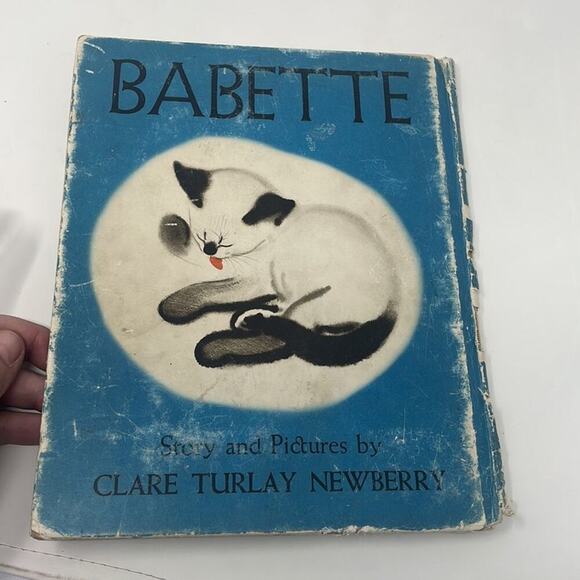 BABETTE
Story and Pictures by
CLARE TURLAY NEWBERRY